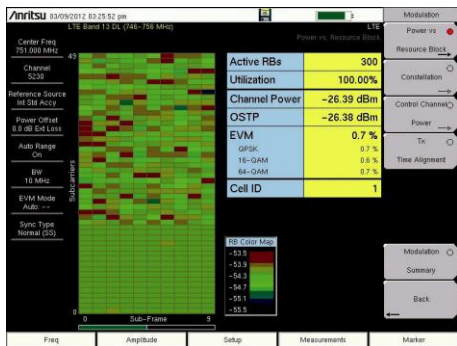 Anritsu 03/09/2012 03:25:52 pm
LTE Band 13 DL (746-756 MHz)
LTE
Power vs. Resource Block
Modulation
Center Freq
751.000 MHz
Channel
5230
Reference Source
Int Std Accy
Power Offset
0.0 dB Ext Loss
Auto Range
On
BW
10 MHz
EVM Mode
Auto: --
Sync Type
Normal (SS)
49
Subcarriers
0
0 Sub-Frame 9
Active RBs 300
Utilization 100.00%
Channel Power -26.39 dBm
OSTP -26.38 dBm
EVM 0.7 %
QPSK 0.7 %
16-QAM 0.6 %
64-QAM 0.7 %
Cell ID 1
RB Color Map
-53.5
-53.9
-54.3
-54.7
-55.1
-55.5
Power vs
Resource Block
Constellation
Control Channel
Power
Tx
Time Alignment
Modulation
Summary
Back
Freq
Amplitude
Setup
Measurements
Marker